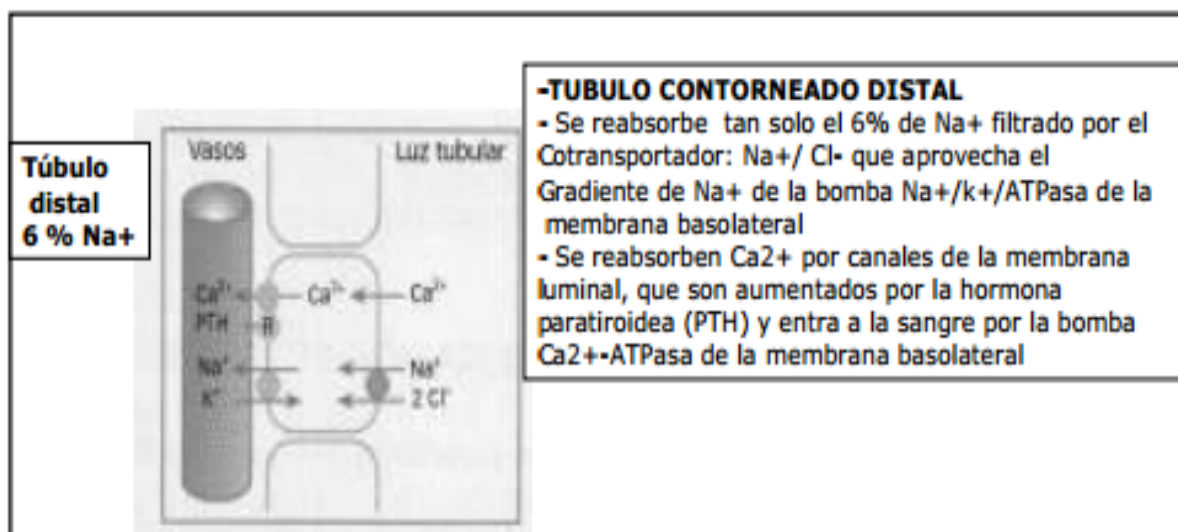 Túbulo
distal
6 % Na+
Vasos
Luz tubular
Ca²⁺ Ca²⁺ Ca²⁺
PTH R
Na⁺ Na⁺
K⁺ 2 Cl⁻
-TUBULO CONTORNEADO DISTAL
- Se reabsorbe tan solo el 6% de Na+ filtrado por el
Cotransportador: Na+/ Cl- que aprovecha el
Gradiente de Na+ de la bomba Na+/k+/ATPasa de la
membrana basolateral
- Se reabsorben Ca2+ por canales de la membrana
luminal, que son aumentados por la hormona
paratiroidea (PTH) y entra a la sangre por la bomba
Ca2+-ATPasa de la membrana basolateral